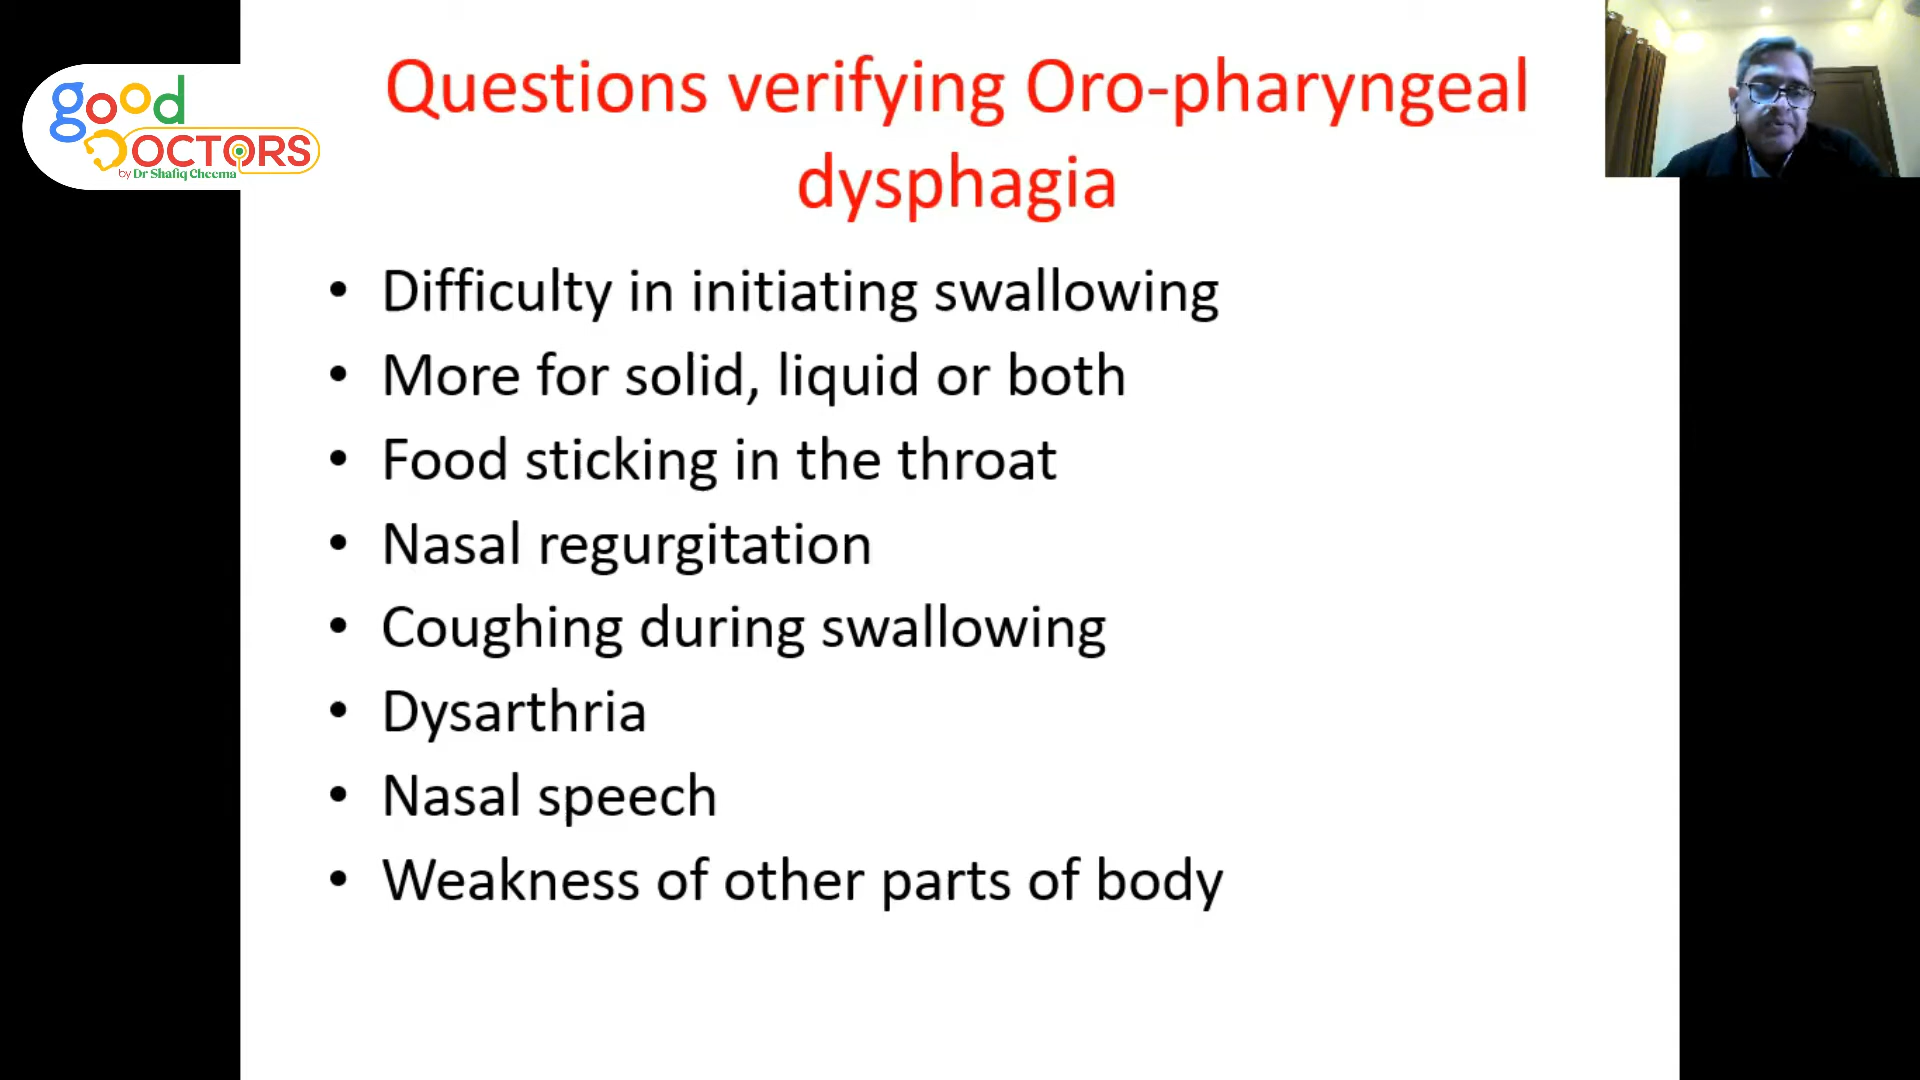 good
DOCTORS
by Dr Shafiq Cheema
Questions verifying Oro-pharyngeal
dysphagia
• Difficulty in initiating swallowing
• More for solid, liquid or both
• Food sticking in the throat
• Nasal regurgitation
• Coughing during swallowing
• Dysarthria
• Nasal speech
• Weakness of other parts of body